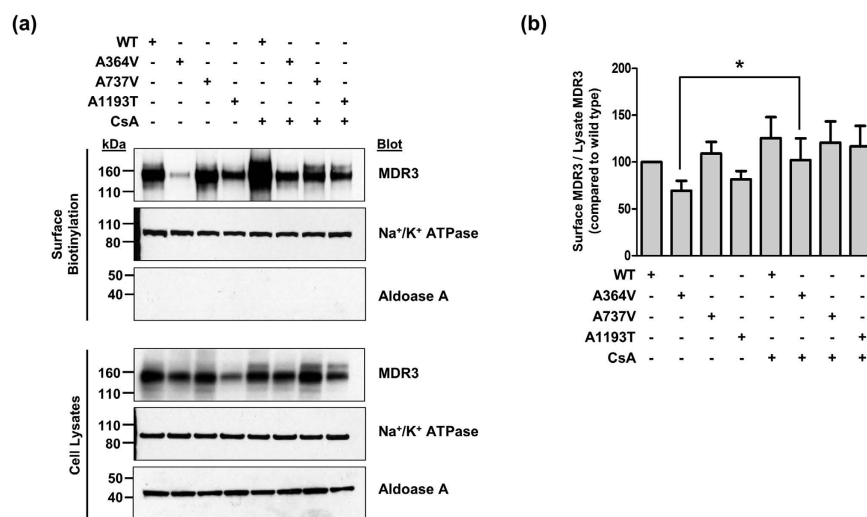 (a)
WT + - - - + - - -
A364V - + - - - + - -
A737V - - + - - - + -
A1193T - - - + - - - +
CsA - - - - + + + +
kDa
Blot
160
110
MDR3
110
80
Na⁺/K⁺ ATPase
50
40
Aldoase A
Surface
Biotinylation
160
110
MDR3
110
80
Na⁺/K⁺ ATPase
50
40
Aldoase A
Cell Lysates
(b)
*
Surface MDR3 / Lysate MDR3
(compared to wild type)
200
150
100
50
0
WT + - - - + - - -
A364V - + - - - + - -
A737V - - + - - - + -
A1193T - - - + - - - +
CsA - - - - + + + +